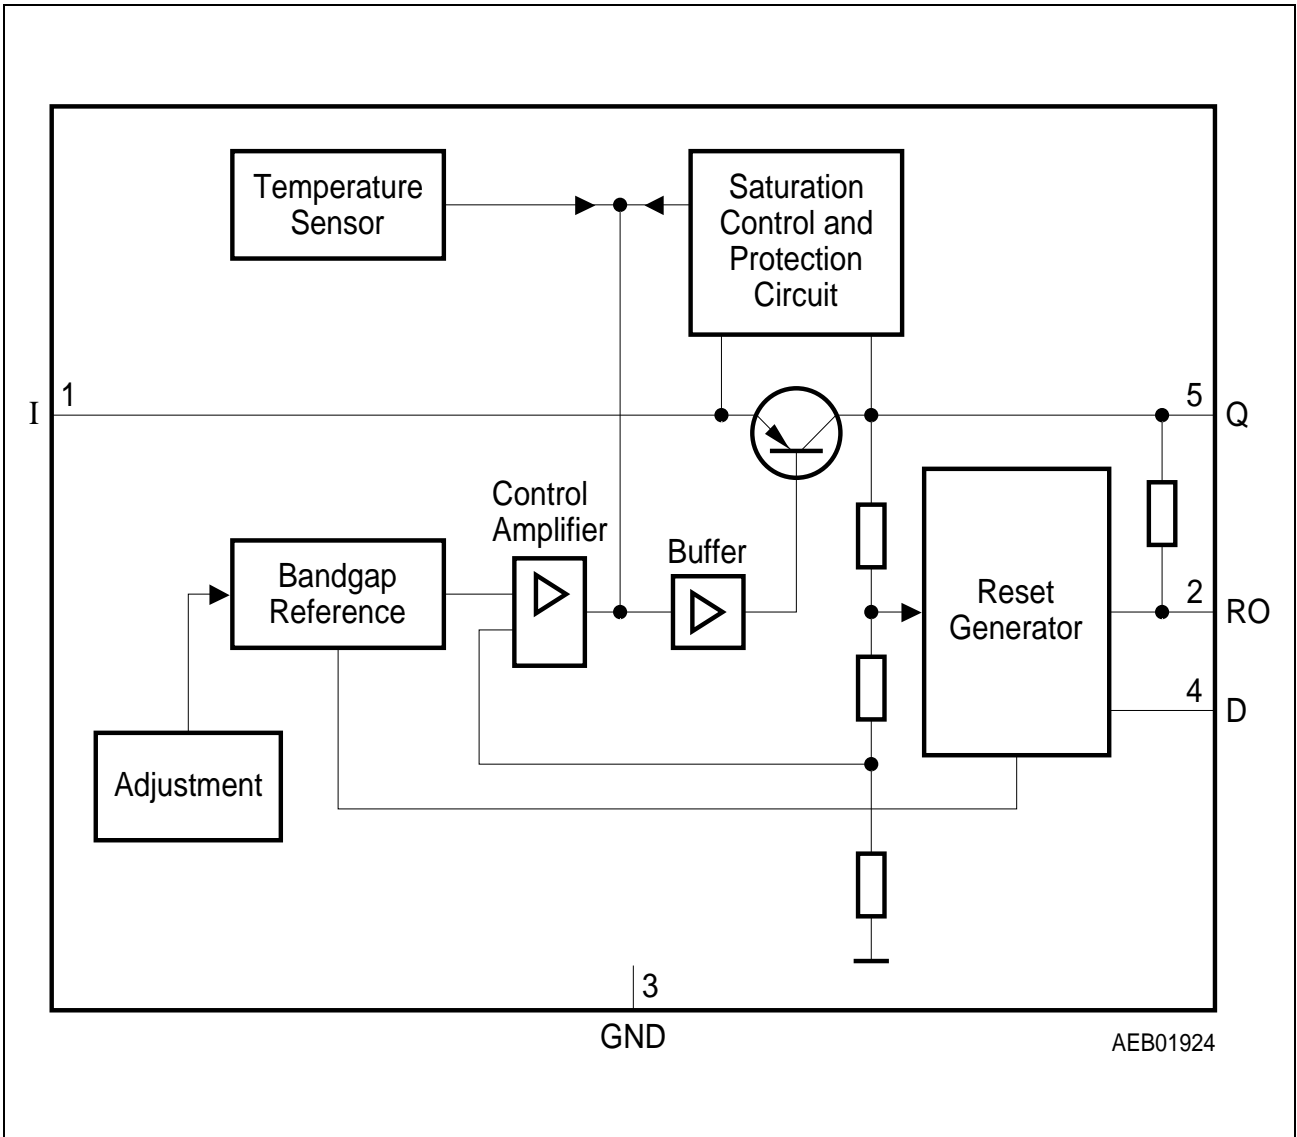 Temperature
Sensor
Saturation
Control and
Protection
Circuit
1
I
5
Q
Control
Amplifier
Buffer
Bandgap
Reference
Reset
Generator
2
RO
4
D
Adjustment
3
GND
AEB01924